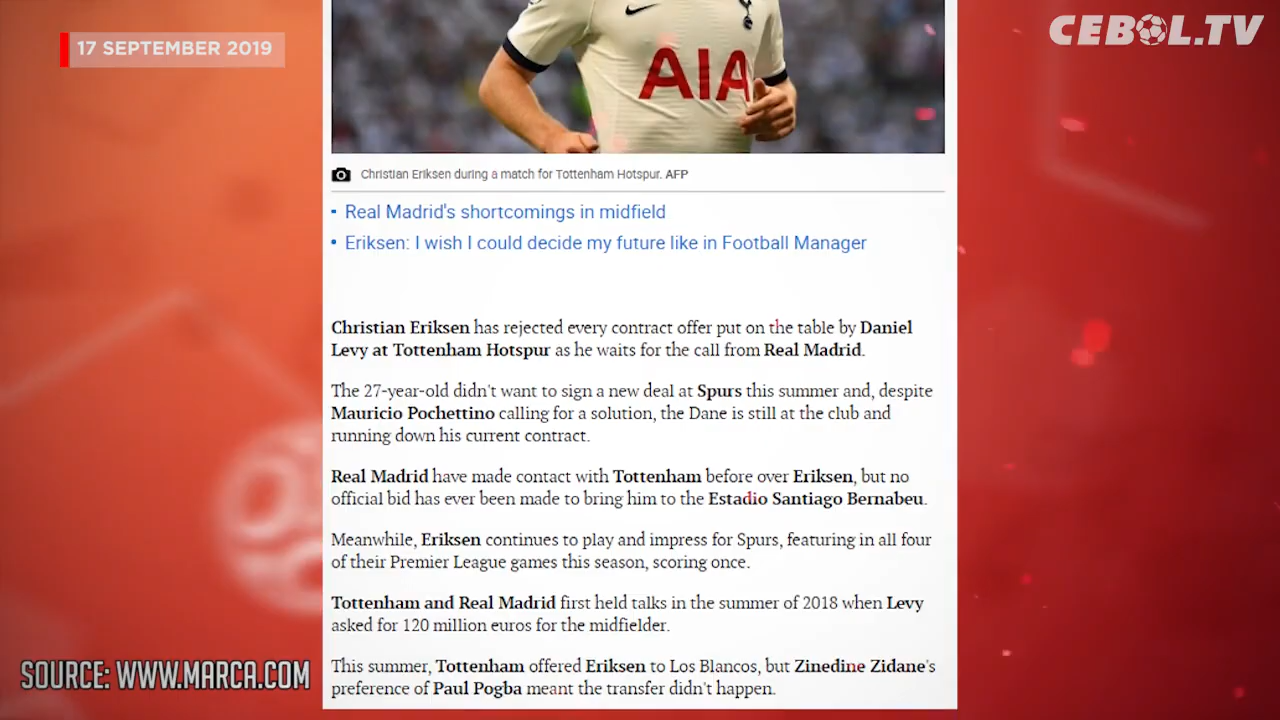 17 SEPTEMBER 2019
CEBOL.TV
AIA
Christian Eriksen during a match for Tottenham Hotspur. AFP
Real Madrid's shortcomings in midfield
Eriksen: I wish I could decide my future like in Football Manager
Christian Eriksen has rejected every contract offer put on the table by Daniel
Levy at Tottenham Hotspur as he waits for the call from Real Madrid.
The 27-year-old didn't want to sign a new deal at Spurs this summer and, despite
Mauricio Pochettino calling for a solution, the Dane is still at the club and
running down his current contract.
Real Madrid have made contact with Tottenham before over Eriksen, but no
official bid has ever been made to bring him to the Estadio Santiago Bernabeu.
Meanwhile, Eriksen continues to play and impress for Spurs, featuring in all four
of their Premier League games this season, scoring once.
Tottenham and Real Madrid first held talks in the summer of 2018 when Levy
asked for 120 million euros for the midfielder.
This summer, Tottenham offered Eriksen to Los Blancos, but Zinedine Zidane's
preference of Paul Pogba meant the transfer didn't happen.
SOURCE: WWW.MARCA.COM